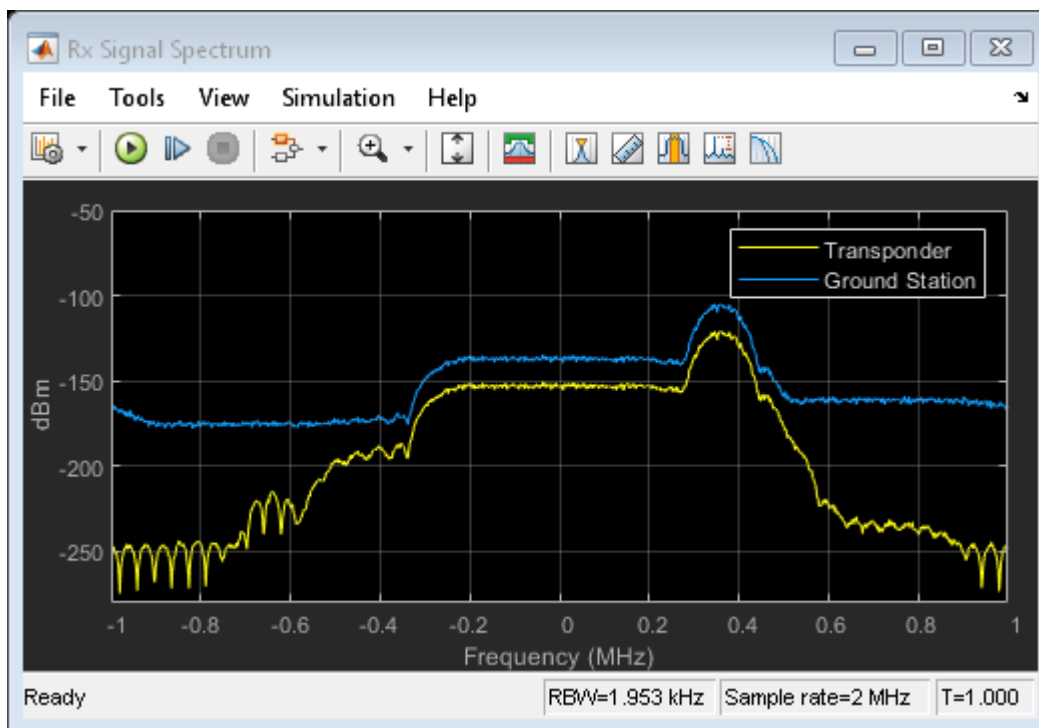 Rx Signal Spectrum
File Tools View Simulation Help
-50
-100
-150
-200
-250
dBm
Transponder
Ground Station
-1 -0.8 -0.6 -0.4 -0.2 0 0.2 0.4 0.6 0.8 1
Frequency (MHz)
Ready RBW=1.953 kHz Sample rate=2 MHz T=1.000